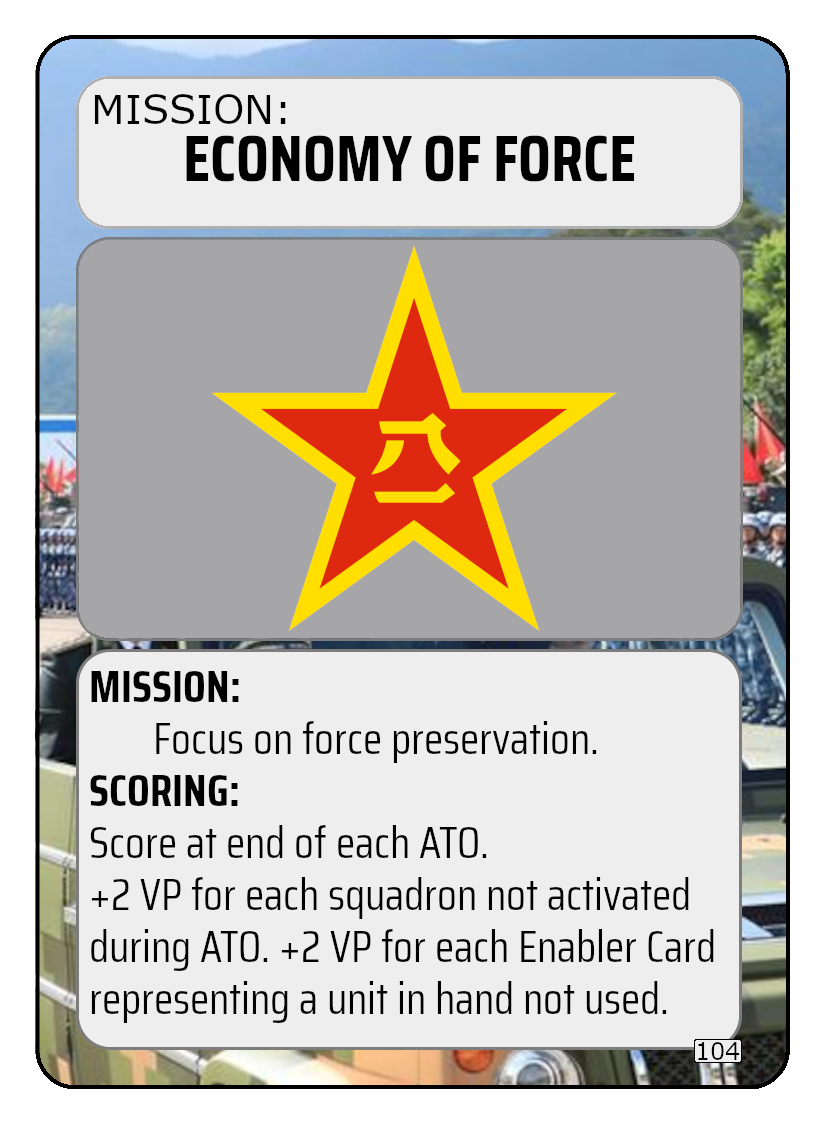 MISSION:
ECONOMY OF FORCE
八一
MISSION:
Focus on force preservation.
SCORING:
Score at end of each ATO.
+2 VP for each squadron not activated
during ATO. +2 VP for each Enabler Card
representing a unit in hand not used.
104